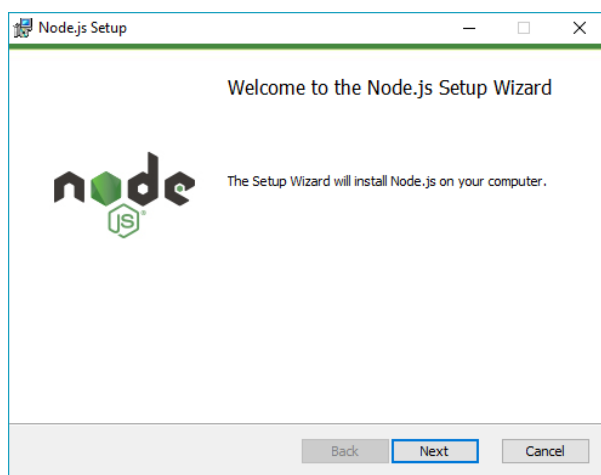 Node.js Setup
Welcome to the Node.js Setup Wizard
node
JS
The Setup Wizard will install Node.js on your computer.
Back
Next
Cancel